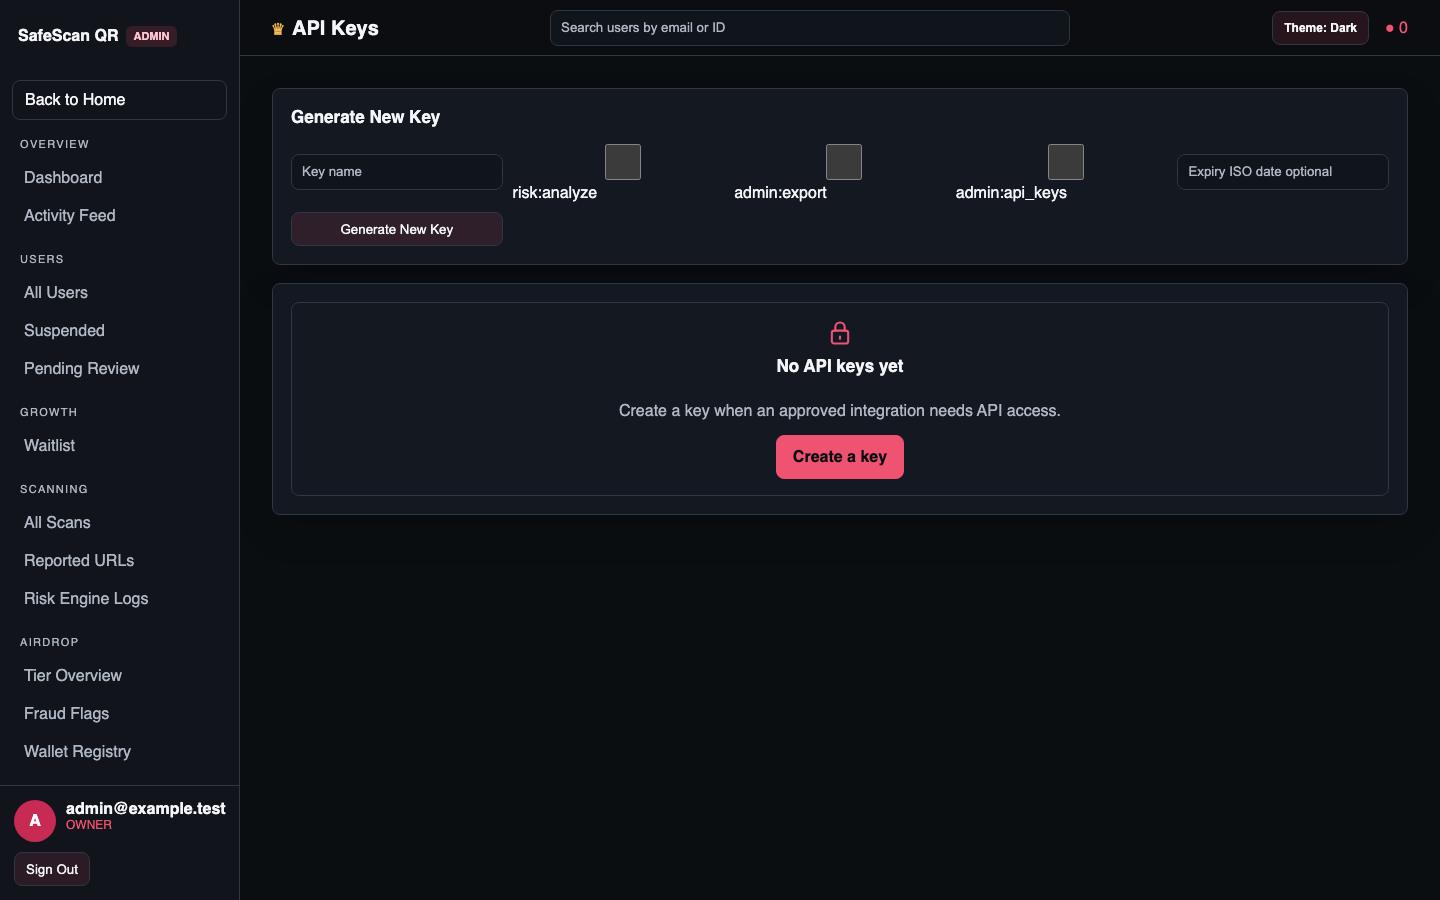 SafeScan QR ADMIN
Back to Home
OVERVIEW
Dashboard
Activity Feed
USERS
All Users
Suspended
Pending Review
GROWTH
Waitlist
SCANNING
All Scans
Reported URLs
Risk Engine Logs
AIRDROP
Tier Overview
Fraud Flags
Wallet Registry
A
admin@example.test
OWNER
Sign Out
API Keys
Search users by email or ID
Theme: Dark
0
Generate New Key
Key name
risk:analyze
admin:export
admin:api_keys
Expiry ISO date optional
Generate New Key
No API keys yet
Create a key when an approved integration needs API access.
Create a key